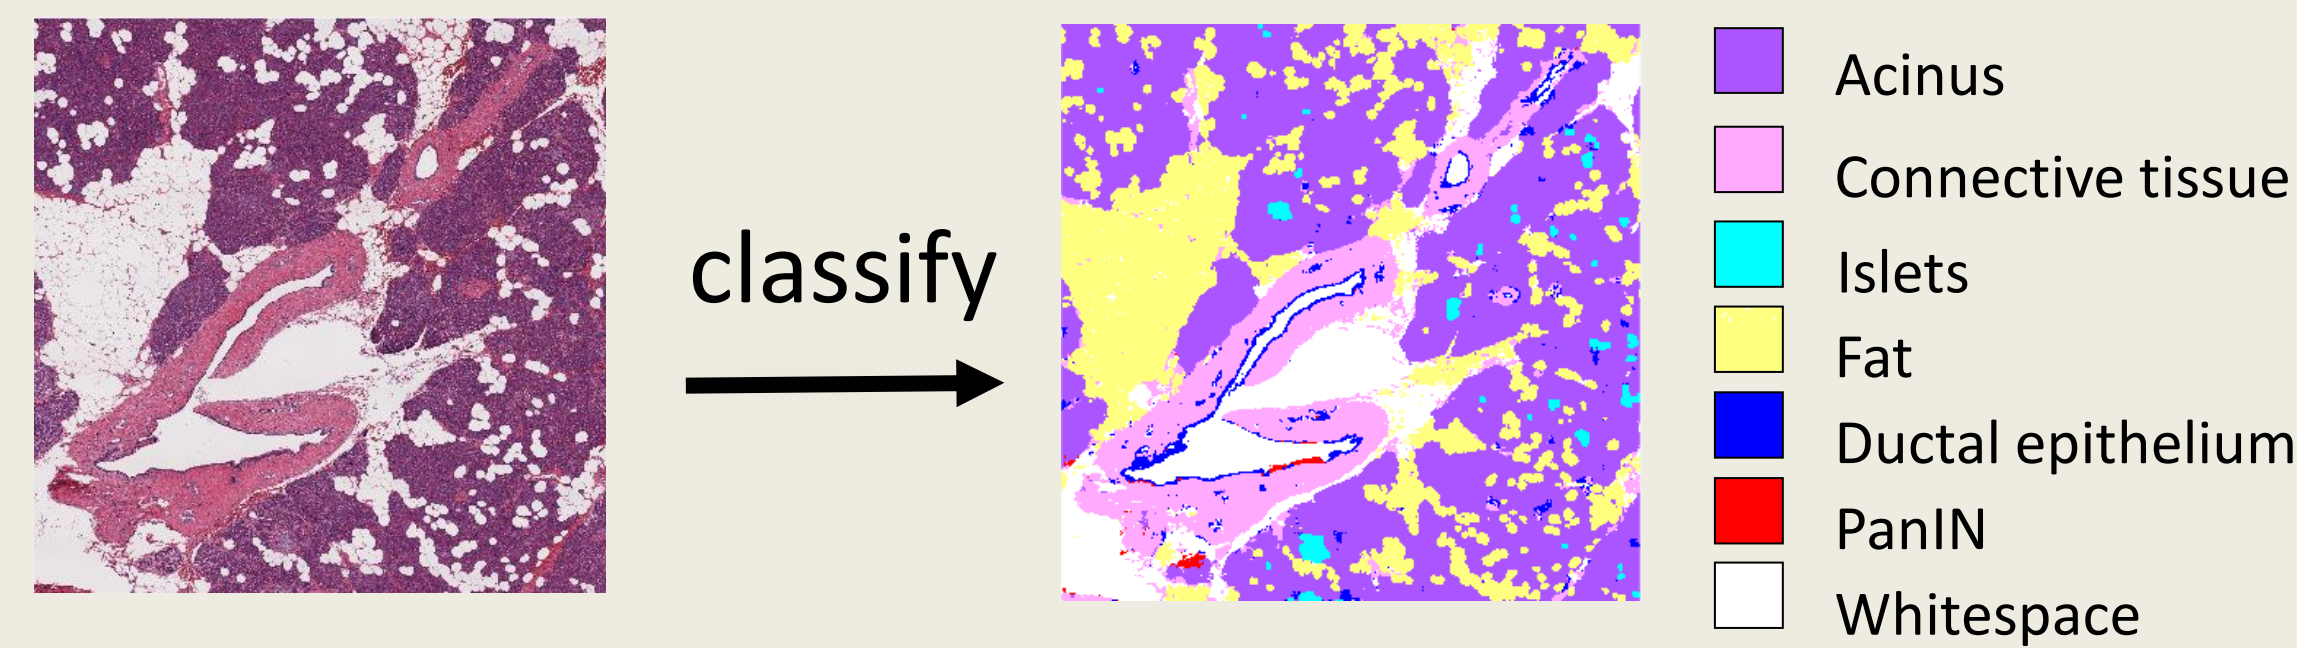 classify
Acinus
Connective tissue
Islets
Fat
Ductal epithelium
PanIN
Whitespace